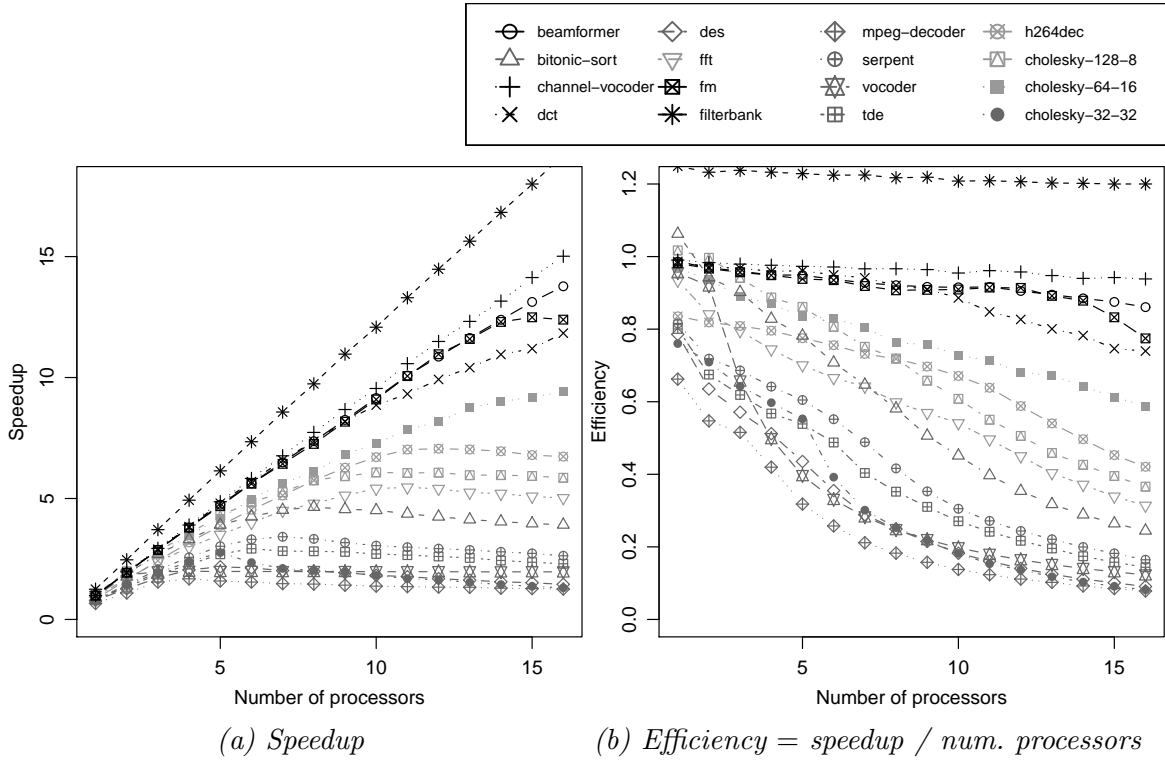 beamformer des mpeg-decoder h264dec
bitonic-sort fft serpent cholesky-128-8
channel-vocoder fm vocoder cholesky-64-16
dct filterbank tde cholesky-32-32
Speedup
0 5 10 15
5 10 15
Number of processors
Efficiency
0.0 0.2 0.4 0.6 0.8 1.0 1.2
5 10 15
Number of processors
(a) Speedup
(b) Efficiency = speedup / num. processors